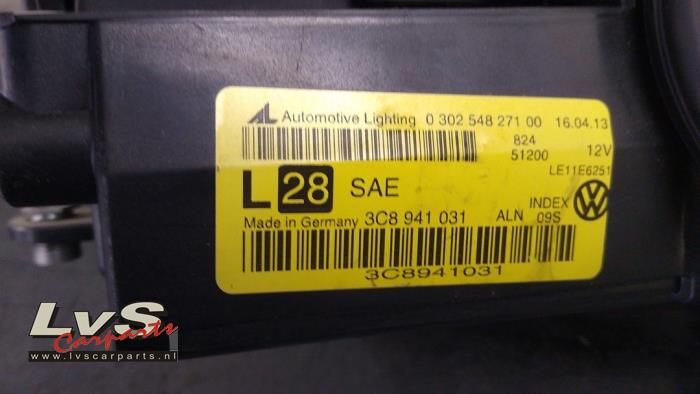 AL Automotive Lighting 0 302 548 271 00 16.04.13
824
51200 12V
LE11E6251
L 28 SAE
INDEX
Made in Germany 3C8 941 031 ALN 09S
3C8941031
LvS
Carparts
www.lvscarparts.nl